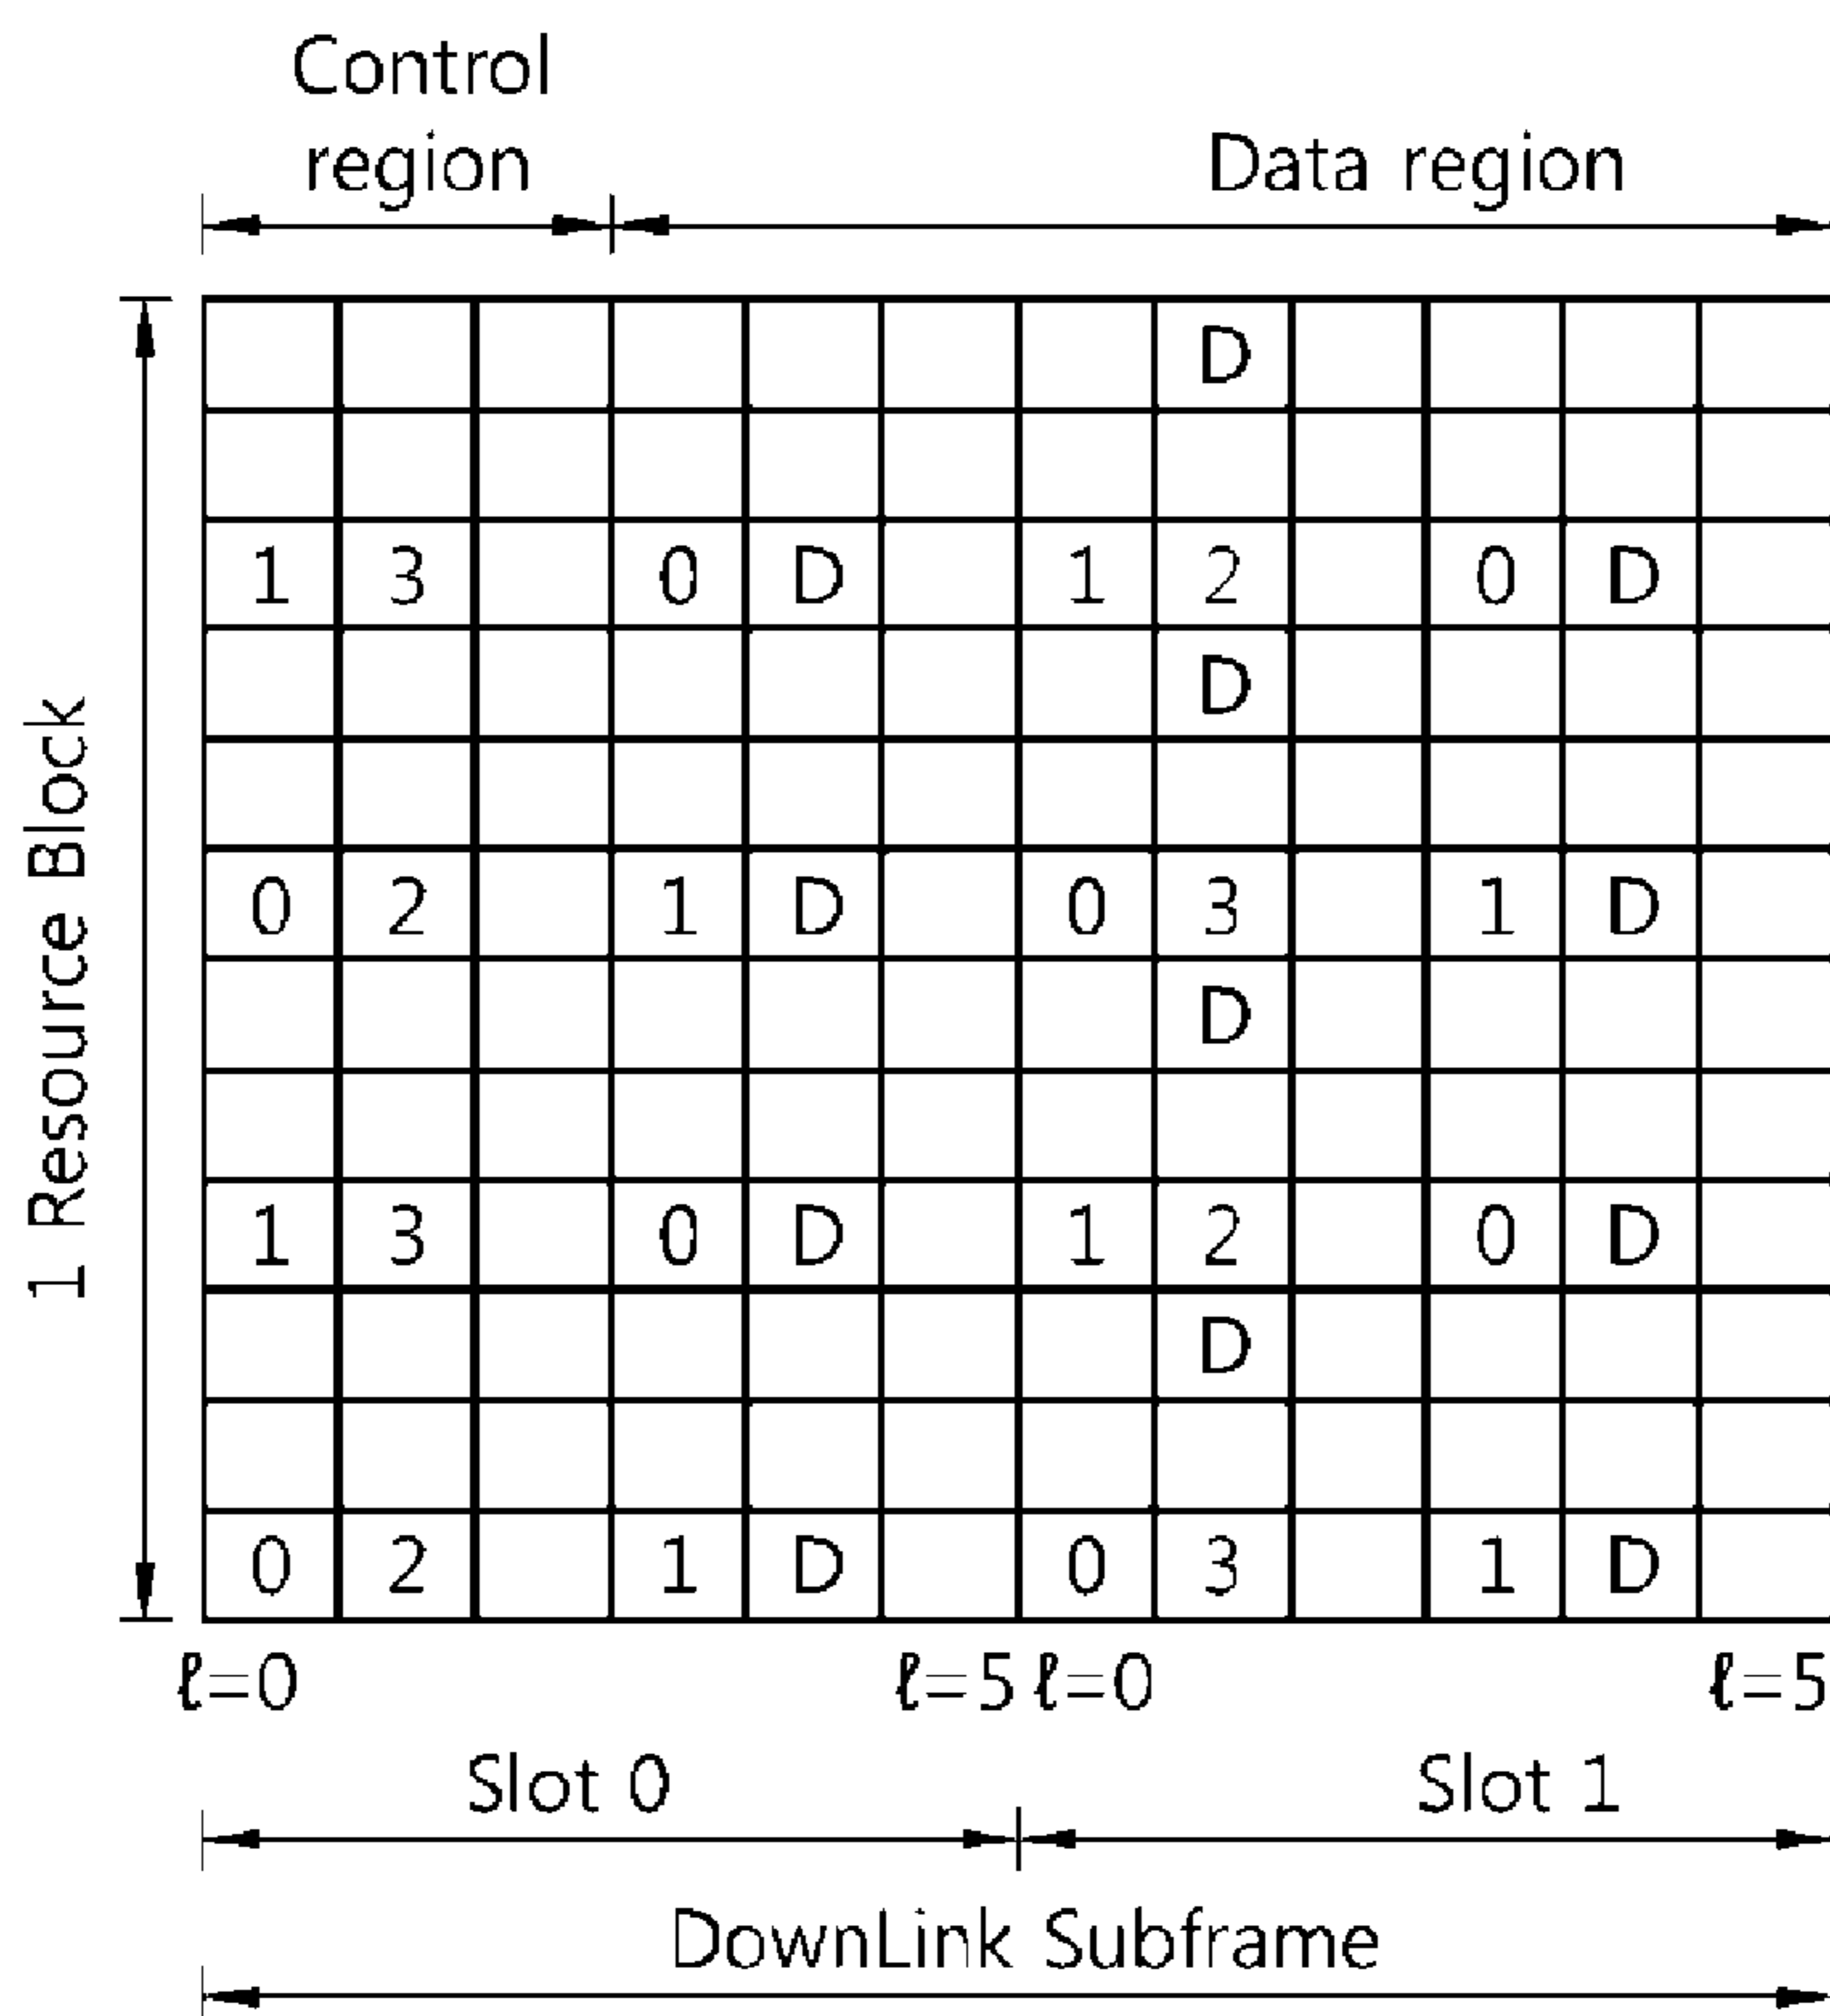 Control
region
Data region
1 Resource Block
D
1 3 0 D 1 2 0 D
D
0 2 1 D 0 3 1 D
D
1 3 0 D 1 2 0 D
D
0 2 1 D 0 3 1 D
ℓ=0 ℓ=5 ℓ=0 ℓ=5
Slot 0 Slot 1
DownLink Subframe